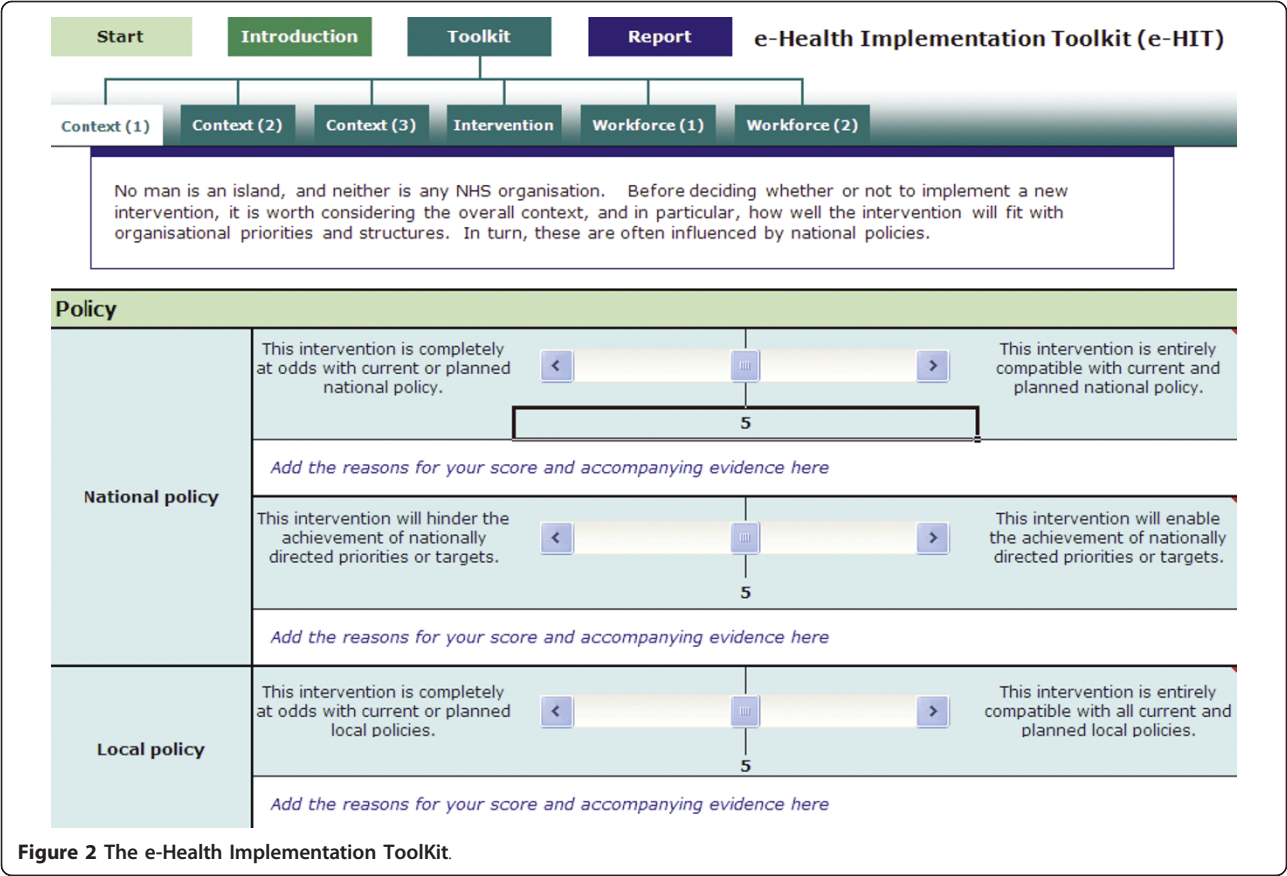 Start Introduction Toolkit Report e-Health Implementation Toolkit (e-HIT)
Context (1) Context (2) Context (3) Intervention Workforce (1) Workforce (2)
No man is an island, and neither is any NHS organisation. Before deciding whether or not to implement a new
intervention, it is worth considering the overall context, and in particular, how well the intervention will fit with
organisational priorities and structures. In turn, these are often influenced by national policies.
Policy
National policy
This intervention is completely
at odds with current or planned
national policy.
5
This intervention is entirely
compatible with current and
planned national policy.
Add the reasons for your score and accompanying evidence here
This intervention will hinder the
achievement of nationally
directed priorities or targets.
5
This intervention will enable
the achievement of nationally
directed priorities or targets.
Add the reasons for your score and accompanying evidence here
Local policy
This intervention is completely
at odds with current or planned
local policies.
5
This intervention is entirely
compatible with all current and
planned local policies.
Add the reasons for your score and accompanying evidence here
Figure 2 The e-Health Implementation ToolKit.